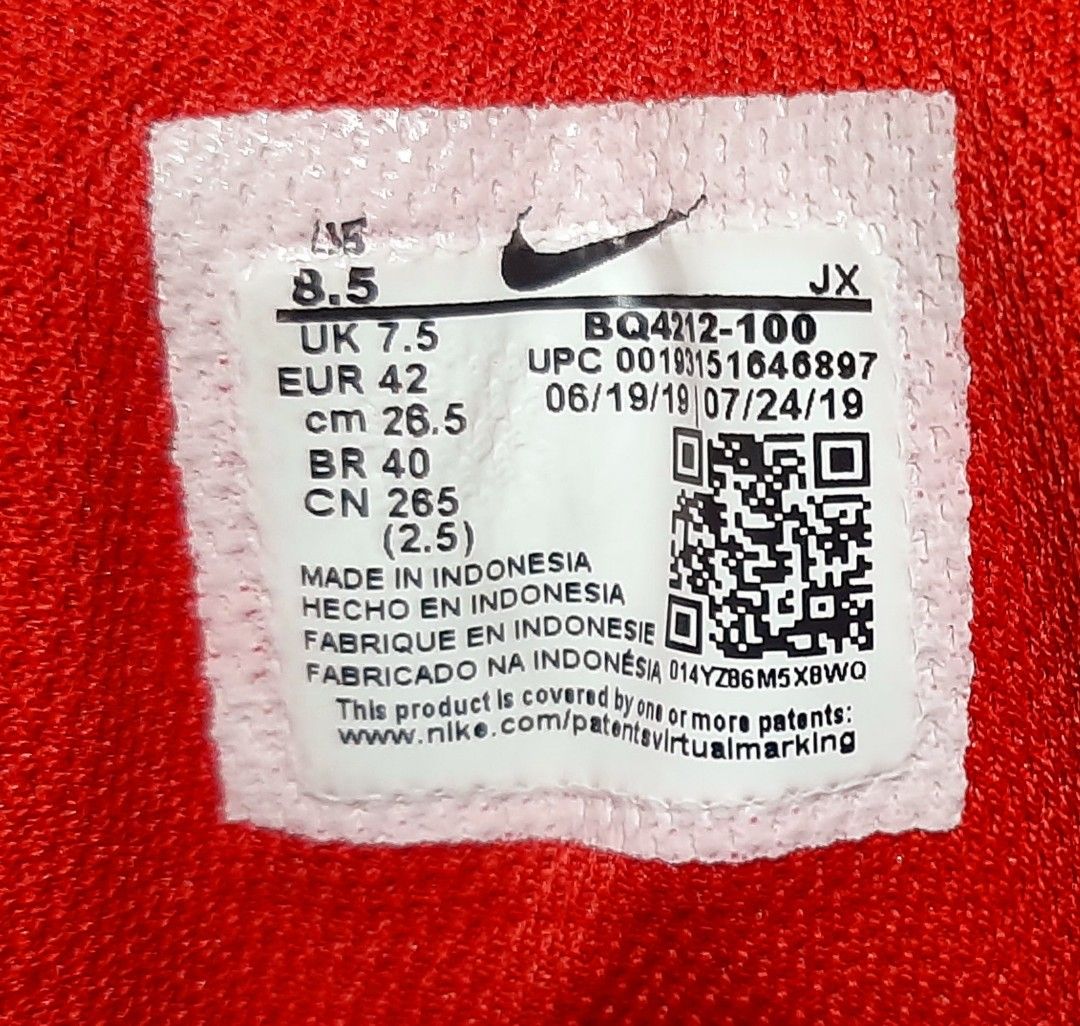 US
8.5
JX
UK 7.5
EUR 42
cm 26.5
BR 40
CN 265
(2.5)
BQ4212-100
UPC 00193151646897
06/19/19 07/24/19
MADE IN INDONESIA
HECHO EN INDONESIA
FABRIQUE EN INDONESIE
FABRICADO NA INDONÉSIA
014YZ86M5X8WQ
This product is covered by one or more patents:
www.nike.com/patentsvirtualmarking